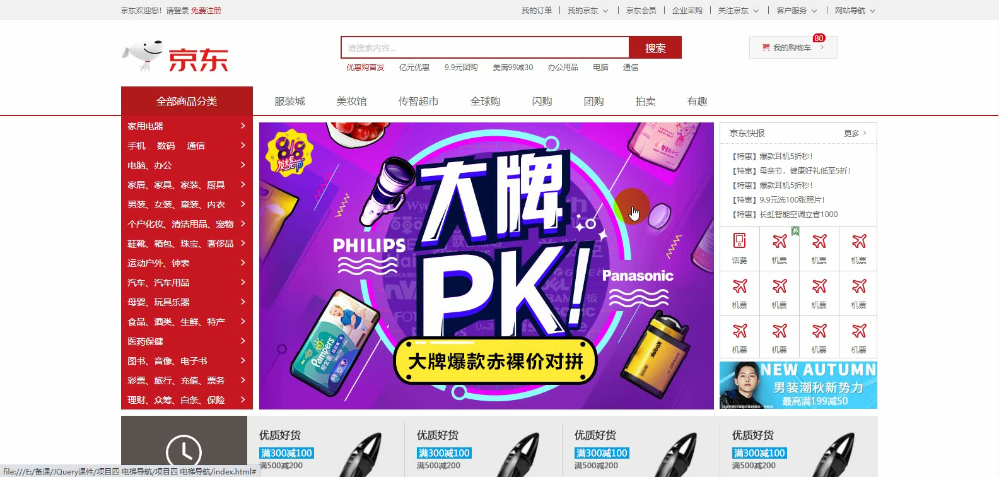 京东欢迎您！请登录 免费注册
我的订单 我的京东 京东会员 企业采购 关注京东 客户服务 网站导航
京东
请搜索内容...
搜索
80
我的购物车
优惠购首发 亿元优惠 9.9元团购 美满99减30 办公用品 电脑 通信
全部商品分类 服装城 美妆馆 传智超市 全球购 闪购 团购 拍卖 有趣
家用电器
手机 数码 通信
电脑、办公
家居、家具、家装、厨具
男装、女装、童装、内衣
个户化妆、清洁用品、宠物
鞋靴、箱包、珠宝、奢侈品
运动户外、钟表
汽车、汽车用品
母婴、玩具乐器
食品、酒类、生鲜、特产
医药保健
图书、音像、电子书
彩票、旅行、充值、票务
理财、众筹、白条、保险
大牌
PK!
PHILIPS
Panasonic
Pampers
Kodak
大牌爆款赤裸价对拼
京东快报 更多
【特惠】爆款耳机5折秒！
【特惠】母亲节，健康好礼低至5折！
【特惠】爆款耳机5折秒！
【特惠】9.9元洗100张照片！
【特惠】长虹智能空调立省1000
减
话费 机票 机票 机票
机票 机票 机票 机票
机票 机票 机票 机票
NEW AUTUMN
男装潮秋新势力
最高满199减50
优质好货 优质好货 优质好货 优质好货
满300减100 满300减100 满300减100 满300减100
满500减200 满500减200 满500减200 满500减200
file:///E:/备课/JQuery课件/项目四 电梯导航/项目四 电梯导航/index.html#